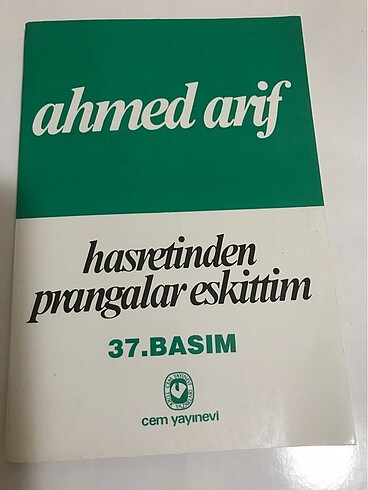 ahmed arif
hasretinden
prangalar eskittim
37.BASIM
cem yayınevi